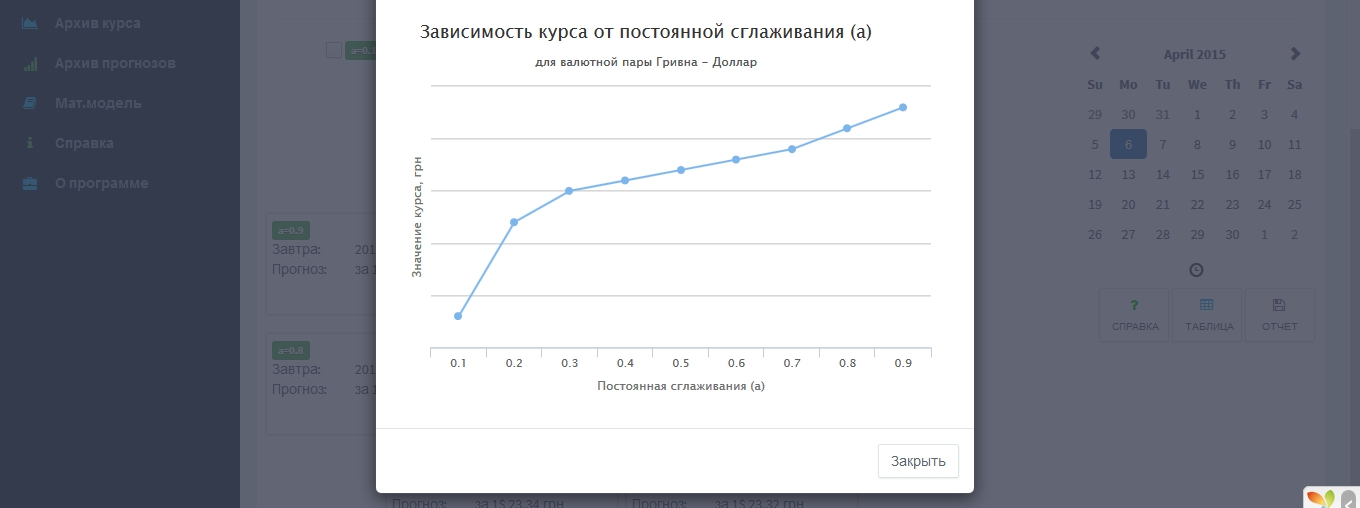 Архив курса
Архив прогнозов
Мат.модель
Справка
О программе
a=0.9
Завтра: 201
Прогноз: за 1
a=0.8
Завтра: 201
Прогноз: за 1
Зависимость курса от постоянной сглаживания (a)
для валютной пары Гривна – Доллар
Значение курса, грн
0.1 0.2 0.3 0.4 0.5 0.6 0.7 0.8 0.9
Постоянная сглаживания (a)
Закрыть
Прогноз: за 1$ 23.34 грн
Прогноз: за 1$ 23.32 грн
April 2015
Su Mo Tu We Th Fr Sa
29 30 31 1 2 3 4
5 6 7 8 9 10 11
12 13 14 15 16 17 18
19 20 21 22 23 24 25
26 27 28 29 30 1 2
СПРАВКА ТАБЛИЦА ОТЧЕТ